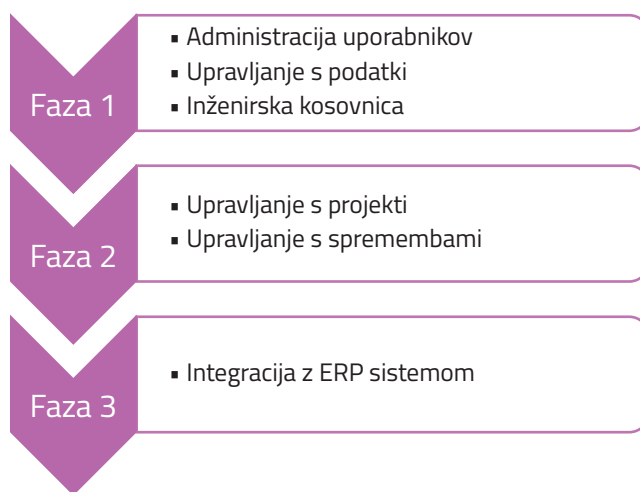 Faza 1
▪ Administracija uporabnikov
▪ Upravljanje s podatki
▪ Inženirska kosovnica
Faza 2
▪ Upravljanje s projekti
▪ Upravljanje s spremembami
Faza 3
▪ Integracija z ERP sistemom